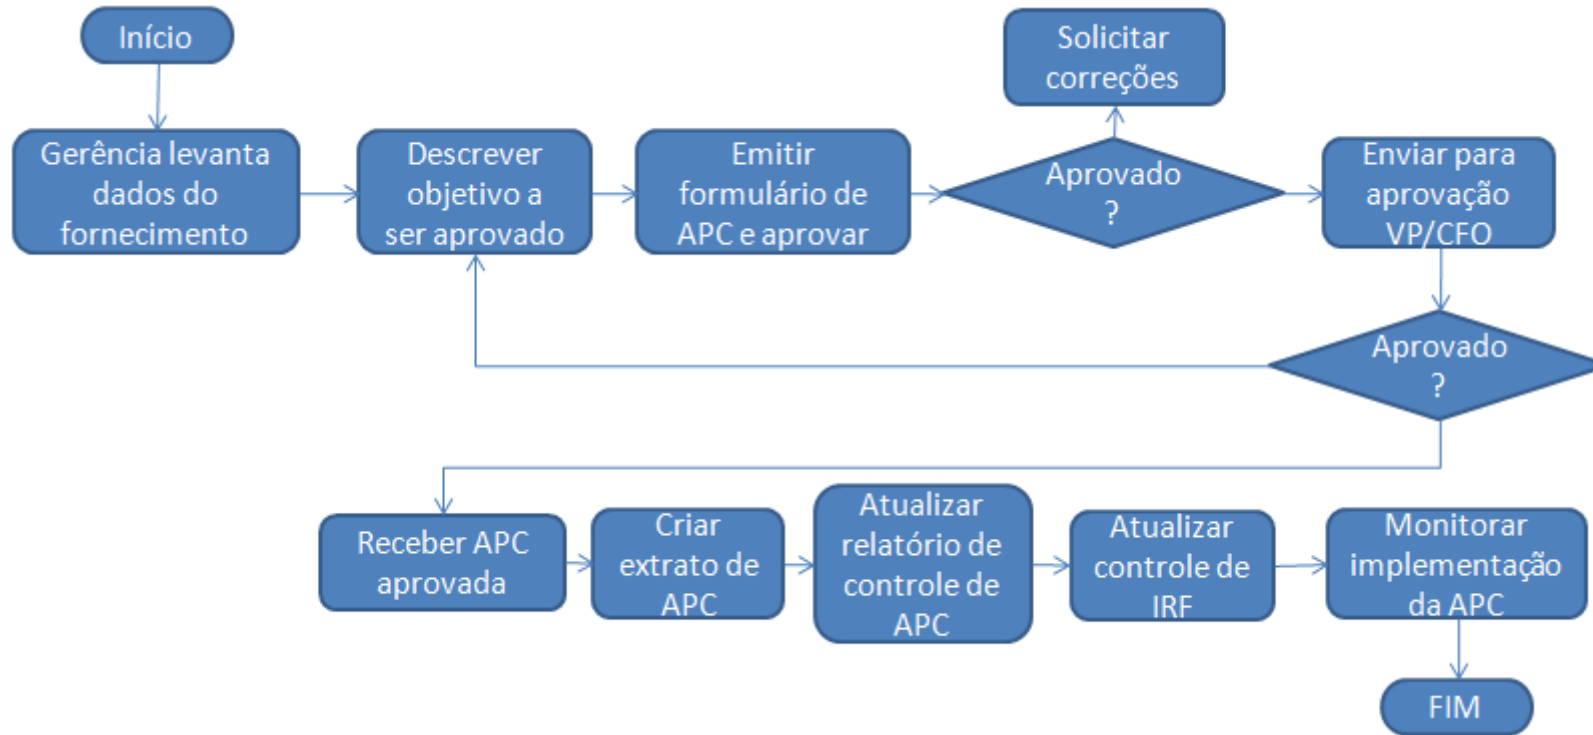 Início
Solicitar
correções
Gerência levanta
dados do
fornecimento
Descrever
objetivo a
ser aprovado
Emitir
formulário de
APC e aprovar
Aprovado
?
Enviar para
aprovação
VP/CFO
Aprovado
?
Receber APC
aprovada
Criar
extrato de
APC
Atualizar
relatório de
controle de
APC
Atualizar
controle de
IRF
Monitorar
implementação
da APC
FIM